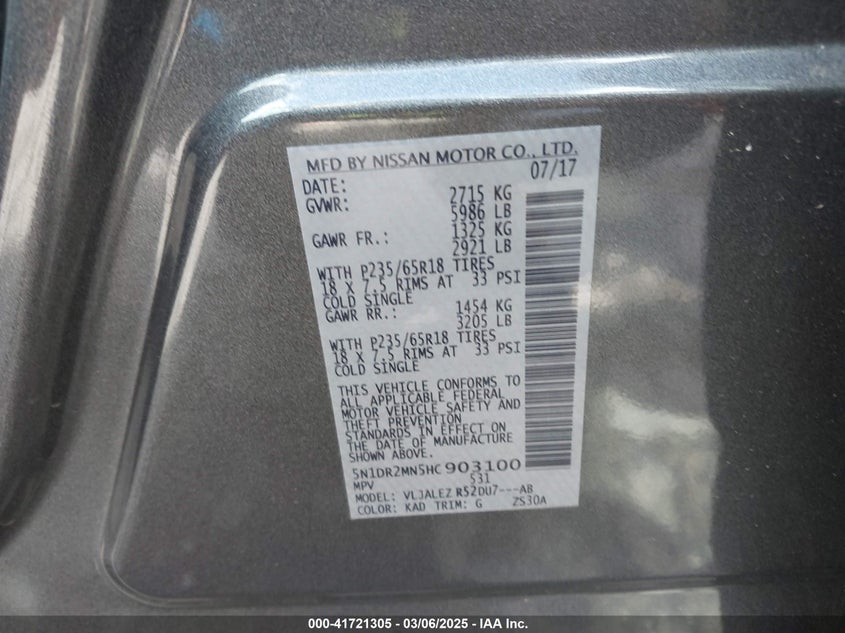 MFD BY NISSAN MOTOR CO., LTD.
DATE: 07/17
GVWR: 2715 KG
5986 LB
GAWR FR.: 1325 KG
2921 LB
WITH P235/65R18 TIRES
18 X 7.5 RIMS AT 33 PSI
COLD SINGLE
GAWR RR.: 1454 KG
3205 LB
WITH P235/65R18 TIRES
18 X 7.5 RIMS AT 33 PSI
COLD SINGLE
THIS VEHICLE CONFORMS TO
ALL APPLICABLE FEDERAL
MOTOR VEHICLE SAFETY AND
THEFT PREVENTION
STANDARDS IN EFFECT ON
THE DATE OF MANUFACTURE
SHOWN ABOVE.
5N1DR2MN5HC903100
MPV S31
MODEL: VLJALEZ R52DU7---AB
COLOR: KAD TRIM: G ZS30A
000-41721305 - 03/06/2025 - IAA Inc.